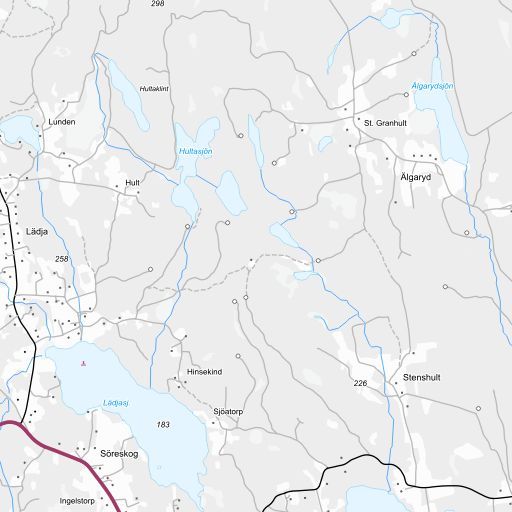 298
Hultaklint
Älgarydsjön
Lunden
St. Granhult
Hultasjön
Hult
Älgaryd
Lädja
258
Hinsekind
Stenshult
226
Lädjasj.
Sjöatorp
183
Söreskog
Ingelstorp